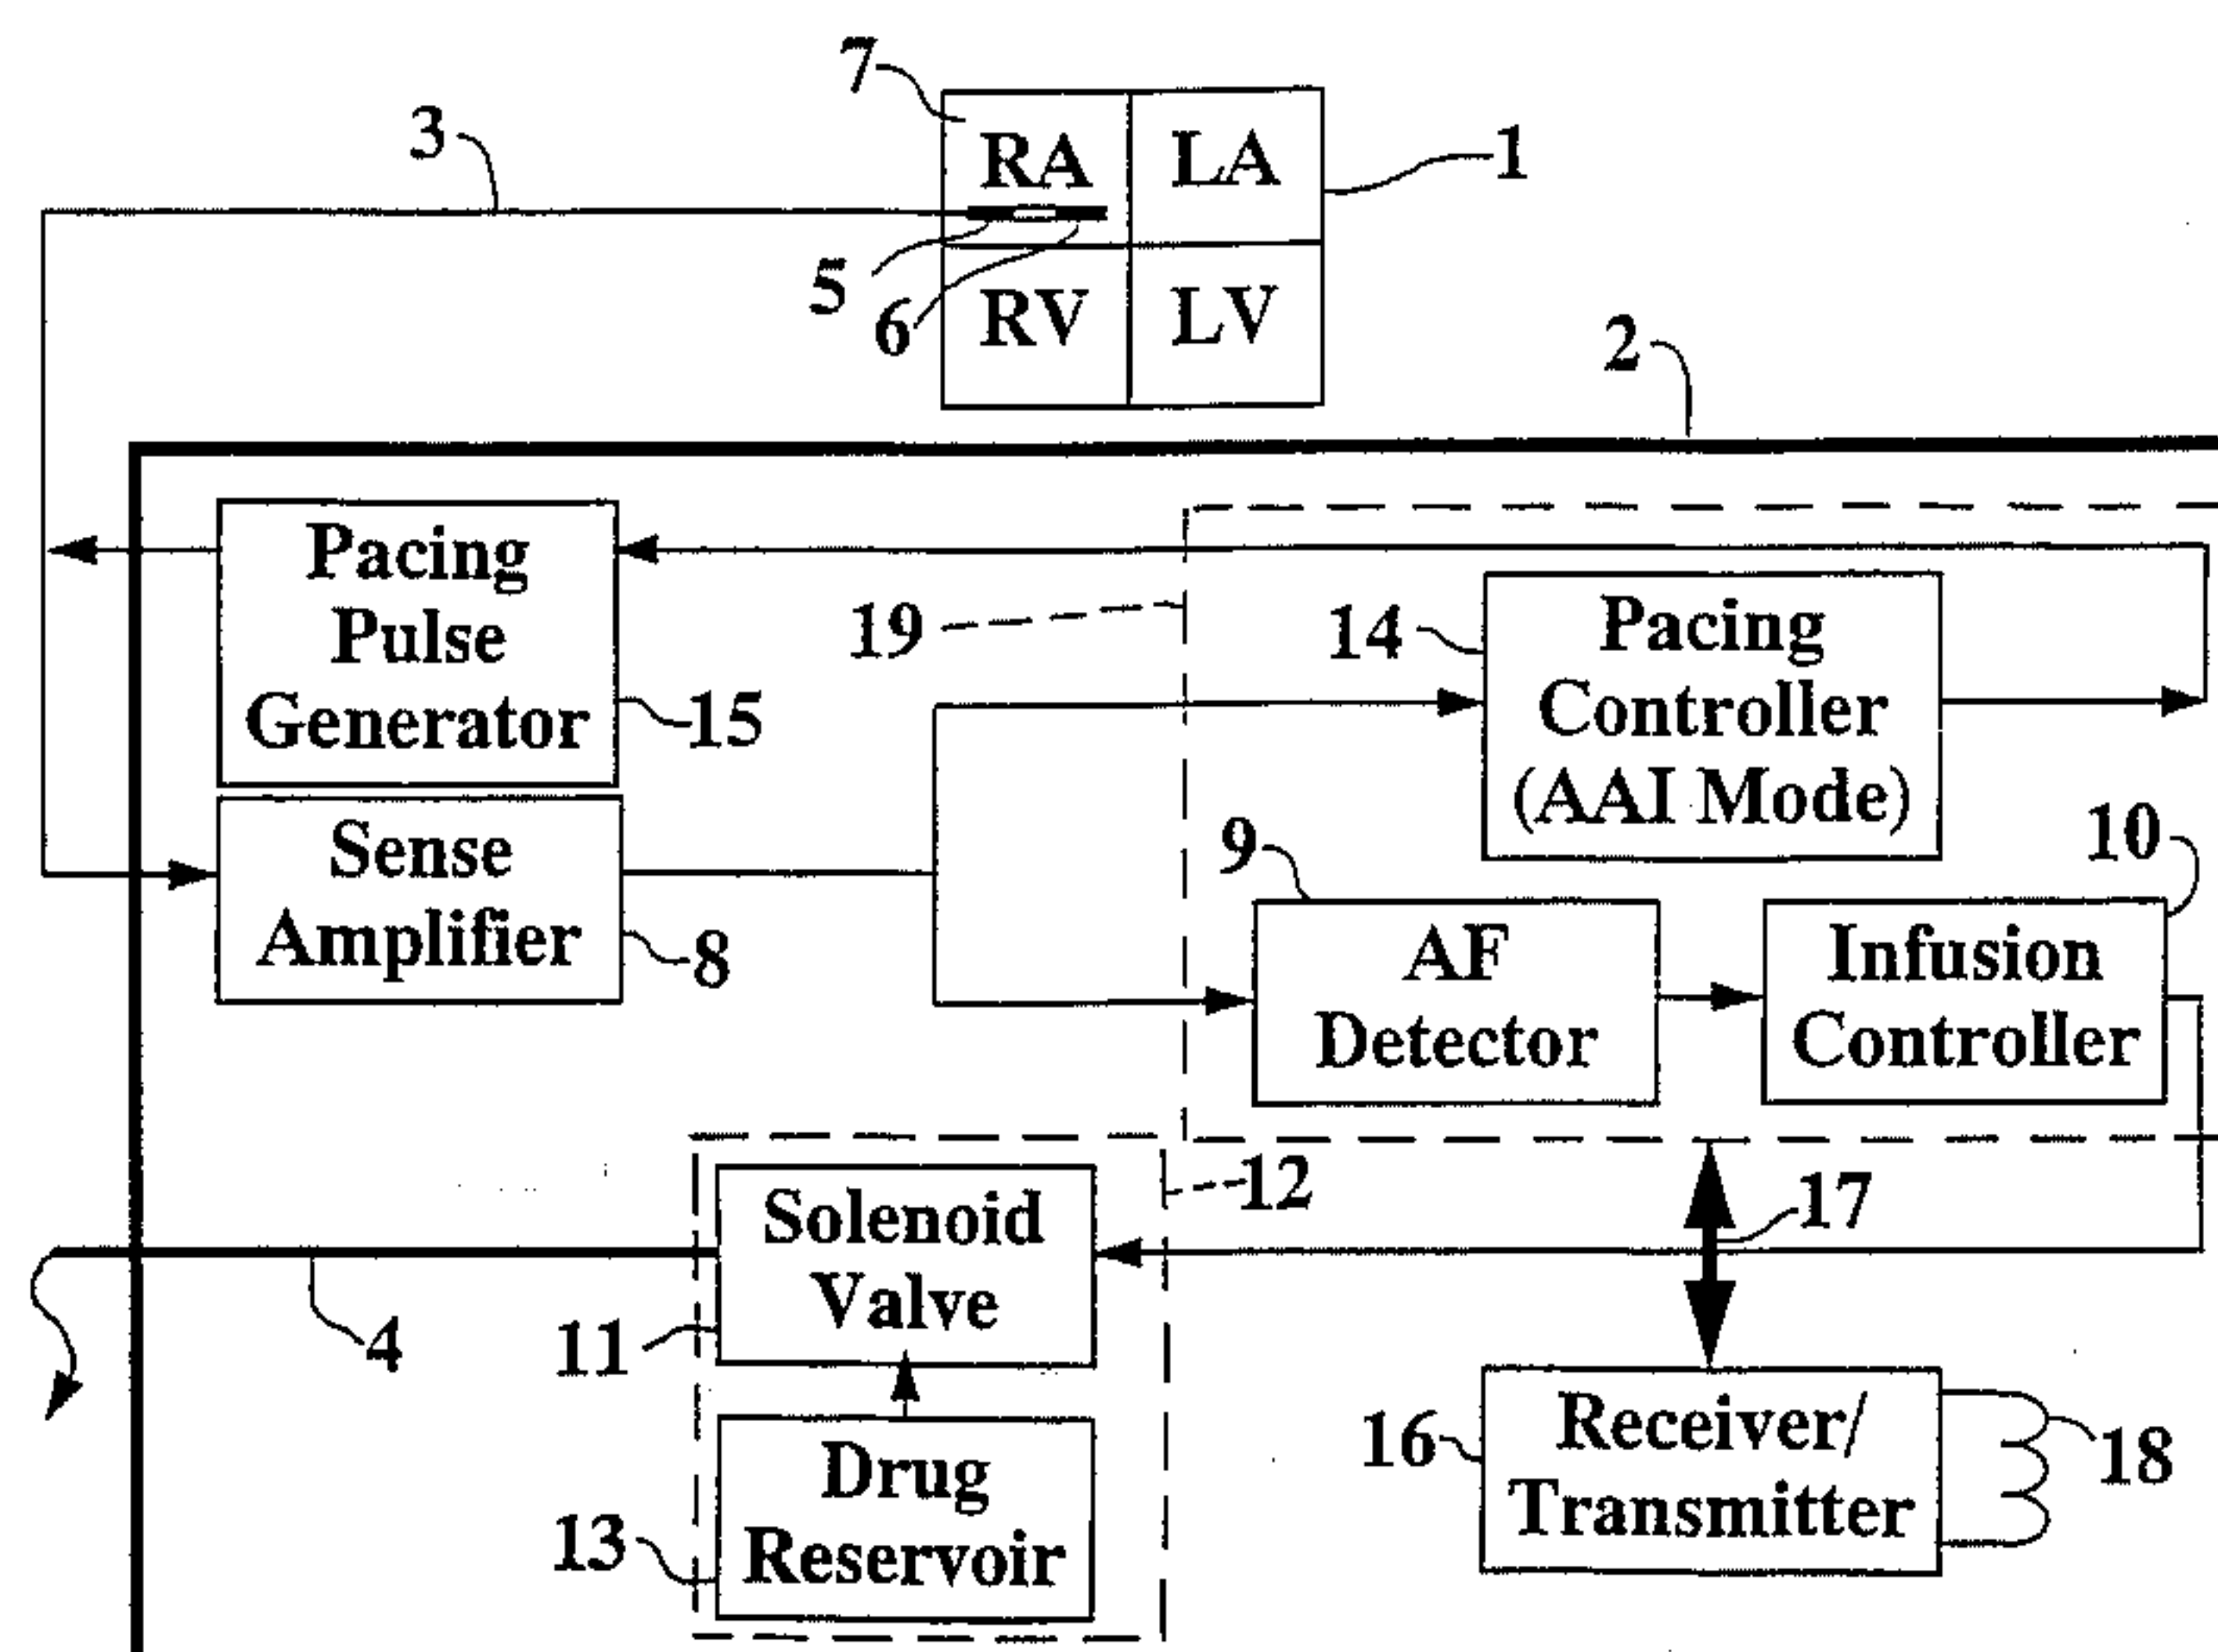 7
3
RA
LA
1
5
6
RV
LV
2
Pacing
Pulse
Generator
15
19
14
Pacing
Controller
(AAI Mode)
Sense
Amplifier
8
9
10
AF
Detector
Infusion
Controller
12
Solenoid
Valve
17
11
4
Drug
Reservoir
13
16
Receiver/
Transmitter
18